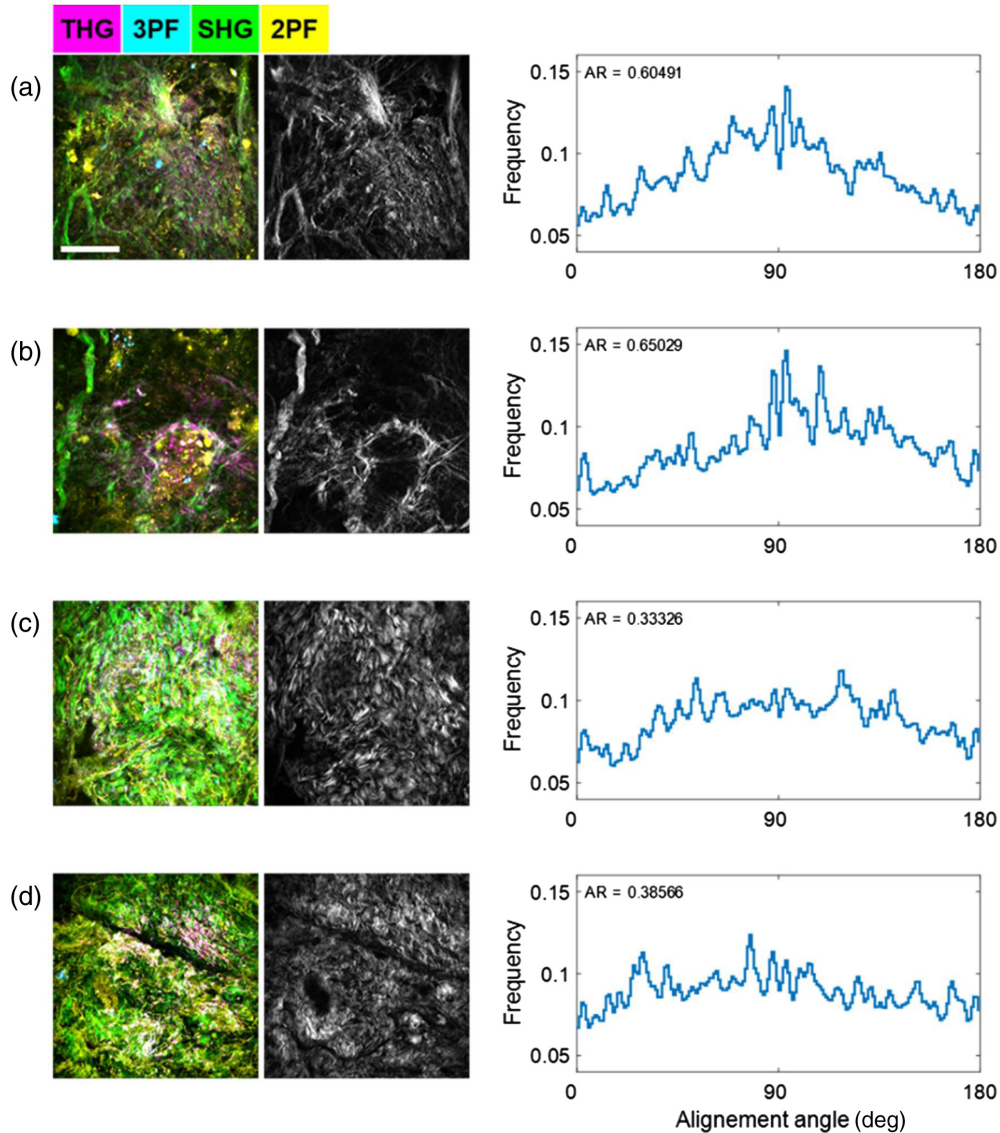 THG 3PF SHG 2PF
(a)
AR = 0.60491
Frequency
0.15
0.1
0.05
0 90 180
(b)
AR = 0.65029
Frequency
0.15
0.1
0.05
0 90 180
(c)
AR = 0.33326
Frequency
0.15
0.1
0.05
0 90 180
(d)
AR = 0.38566
Frequency
0.15
0.1
0.05
0 90 180
Alignement angle (deg)